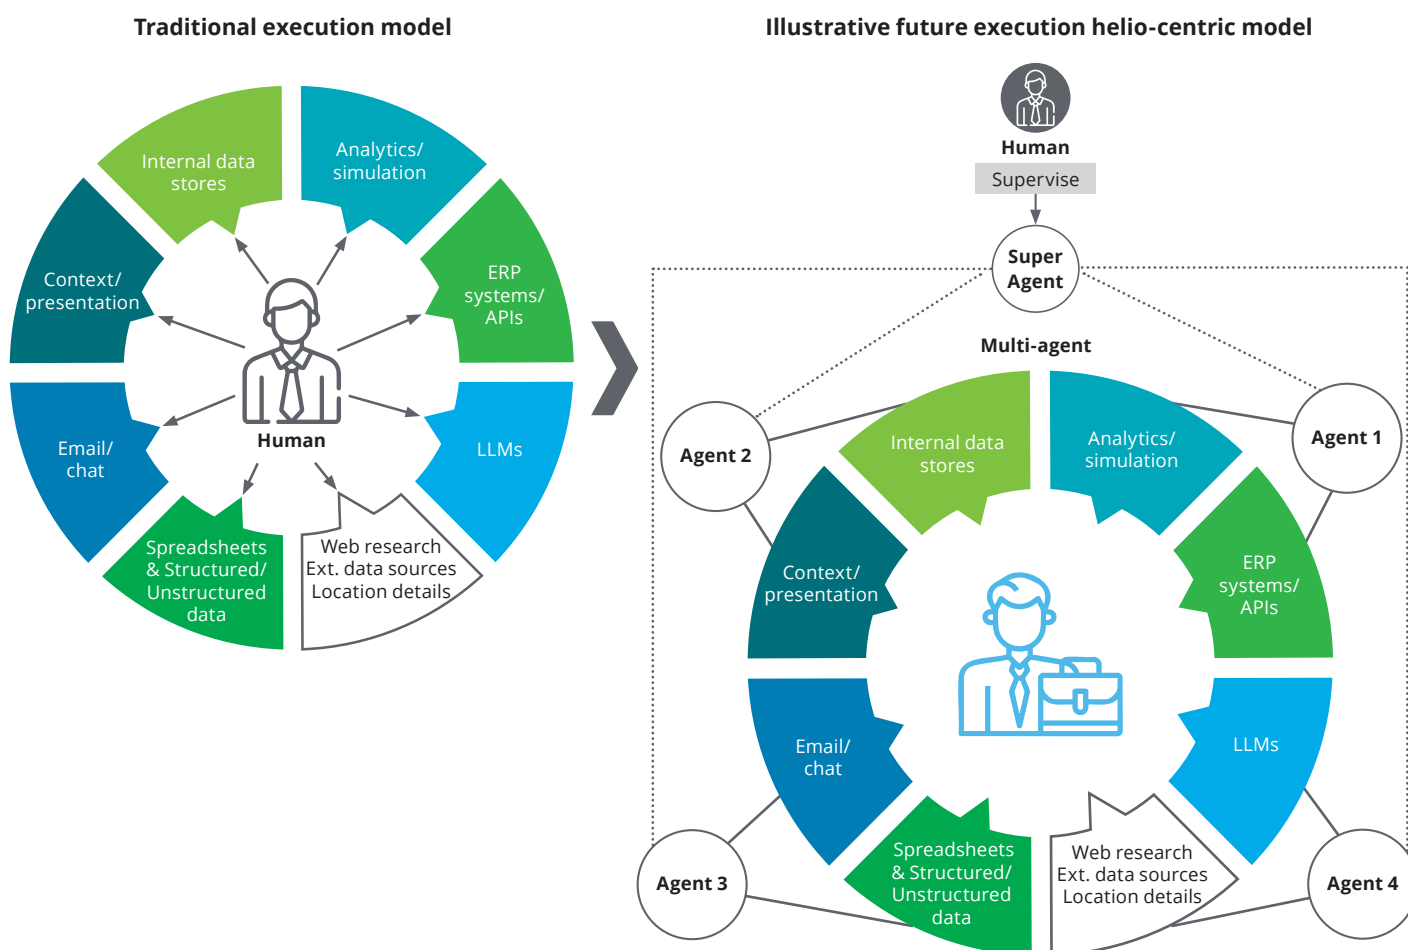 Traditional execution model
Internal data
stores
Analytics/
simulation
Context/
presentation
ERP
systems/
APIs
Human
Email/
chat
LLMs
Spreadsheets
& Structured/
Unstructured
data
Web research
Ext. data sources
Location details
Illustrative future execution helio-centric model
Human
Supervise
Super
Agent
Multi-agent
Agent 2
Agent 1
Internal data
stores
Analytics/
simulation
Context/
presentation
ERP
systems/
APIs
Email/
chat
LLMs
Spreadsheets
& Structured/
Unstructured
data
Web research
Ext. data sources
Location details
Agent 3
Agent 4